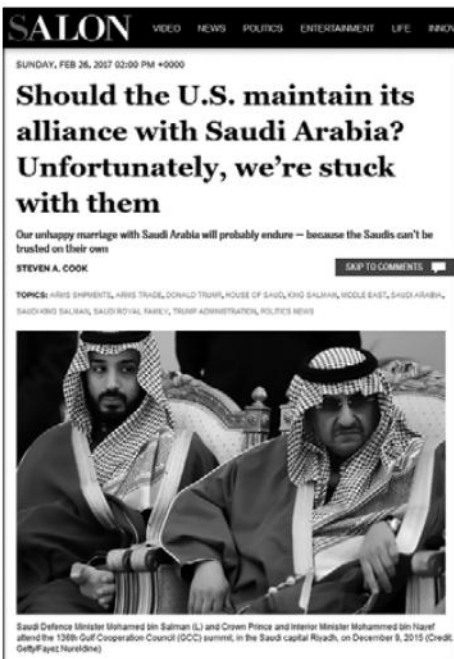 SALON VIDEO NEWS POLITICS ENTERTAINMENT LIFE
SUNDAY, FEB 26, 2017 02:00 PM +0000
Should the U.S. maintain its
alliance with Saudi Arabia?
Unfortunately, we're stuck
with them
Our unhappy marriage with Saudi Arabia will probably endure — because the Saudis can't be
trusted on their own
STEVEN A. COOK
SKIP TO COMMENTS
TOPICS: ARMS SHIPMENTS, ARMS TRADE, DONALD TRUMP, HOUSE OF SAUD, KING SALMAN, MIDDLE EAST, SAUDI ARABIA,
SAUDI KING SALMAN, SAUDI ROYAL FAMILY, TRUMP ADMINISTRATION, POLITICS NEWS
Saudi Defence Minister Mohamed bin Salman (L) and Crown Prince and Interior Minister Mohammed bin Nayef
attend the 136th Gulf Cooperation Council (GCC) summit, in the Saudi capital Riyadh, on December 9, 2015 (Credit:
Getty/Fayez Nureldine)